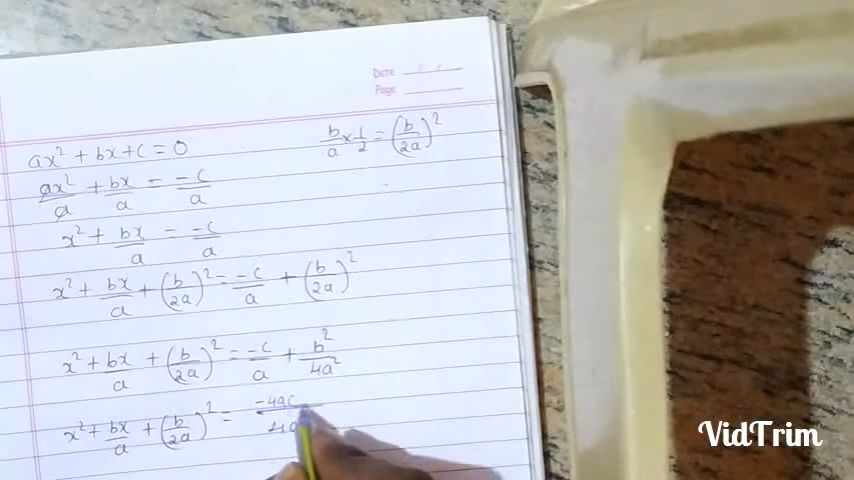 Date
Page
ax² + bx + c = 0
b/a × 1/2 = (b/2a)²
ax²/a + bx/a = -c/a
x² + bx/a = -c/a
x² + bx/a + (b/2a)² = -c/a + (b/2a)²
x² + bx/a + (b/2a)² = -c/a + b²/4a²
x² + bx/a + (b/2a)² = -4ac/4a
VidTrim